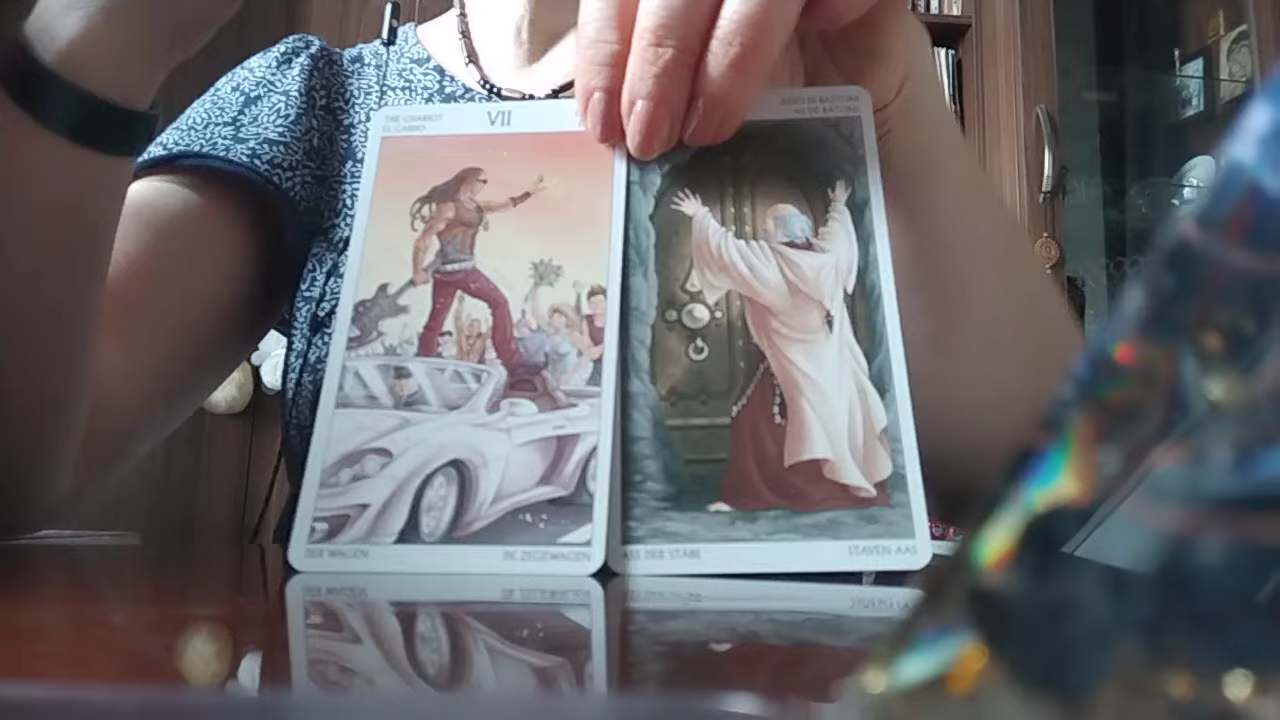 THE CHARIOT
EL CARRO
VII
ASSO DI BASTONI
AS DE BATONS
DER WAGEN
DE ZEGEWAGEN
ASS DER STÄBE
STAVEN AAS